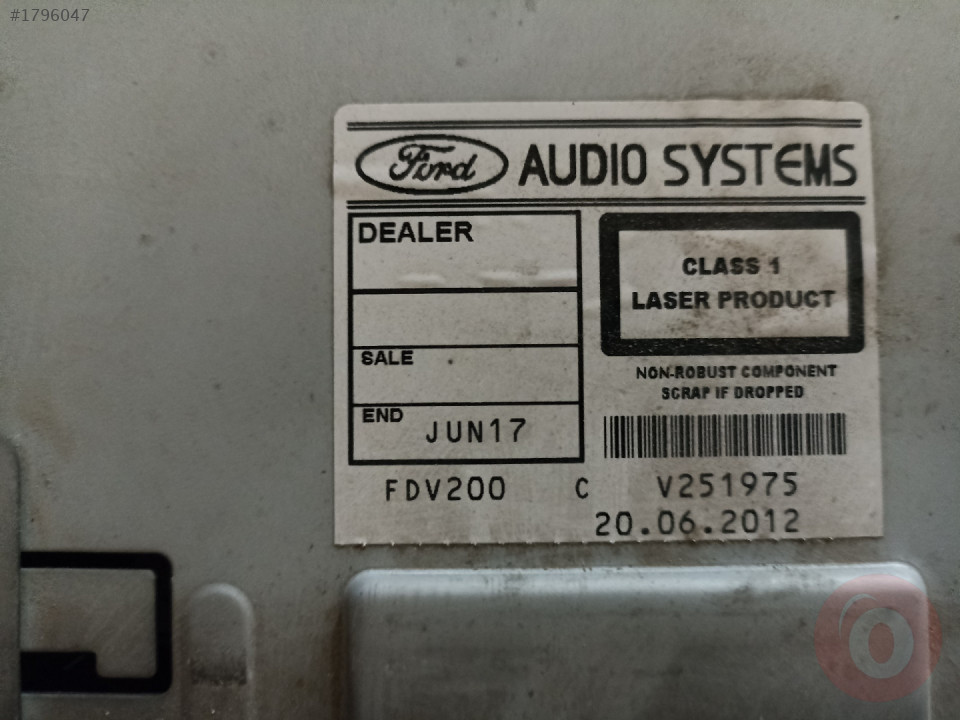 #1796047
Ford AUDIO SYSTEMS
DEALER
SALE
END JUN17
CLASS 1
LASER PRODUCT
NON-ROBUST COMPONENT
SCRAP IF DROPPED
FDV200 C V251975
20.06.2012
O